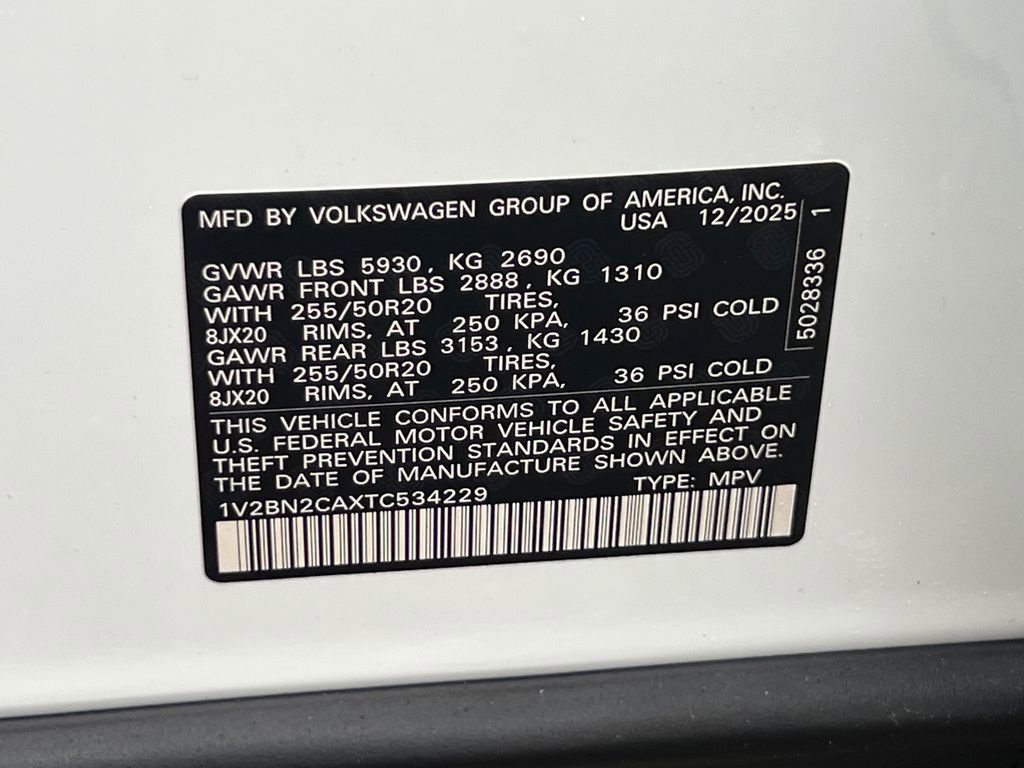 MFD BY VOLKSWAGEN GROUP OF AMERICA, INC.
USA 12/2025
GVWR LBS 5930, KG 2690
GAWR FRONT LBS 2888, KG 1310
WITH 255/50R20 TIRES,
8JX20 RIMS, AT 250 KPA, 36 PSI COLD
GAWR REAR LBS 3153, KG 1430
WITH 255/50R20 TIRES,
8JX20 RIMS, AT 250 KPA, 36 PSI COLD
5028336 1
THIS VEHICLE CONFORMS TO ALL APPLICABLE
U.S. FEDERAL MOTOR VEHICLE SAFETY AND
THEFT PREVENTION STANDARDS IN EFFECT ON
THE DATE OF MANUFACTURE SHOWN ABOVE.
1V2BN2CAXTC534229 TYPE: MPV